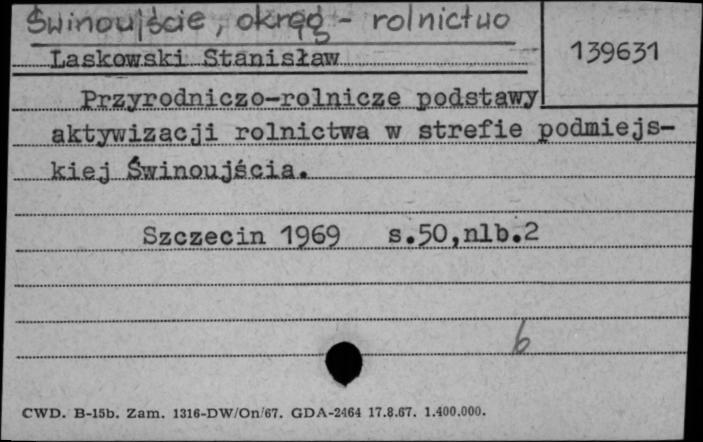 Świnoujście, okręg - rolnictwo
139631
Laskowski Stanisław
Przyrodniczo-rolnicze podstawy
aktywizacji rolnictwa w strefie podmiejs-
kiej Świnoujścia.
Szczecin 1969 s.50,nlb.2
b
CWD. B-15b. Zam. 1316-DW/On/67. GDA-2464 17.8.67. 1.400.000.